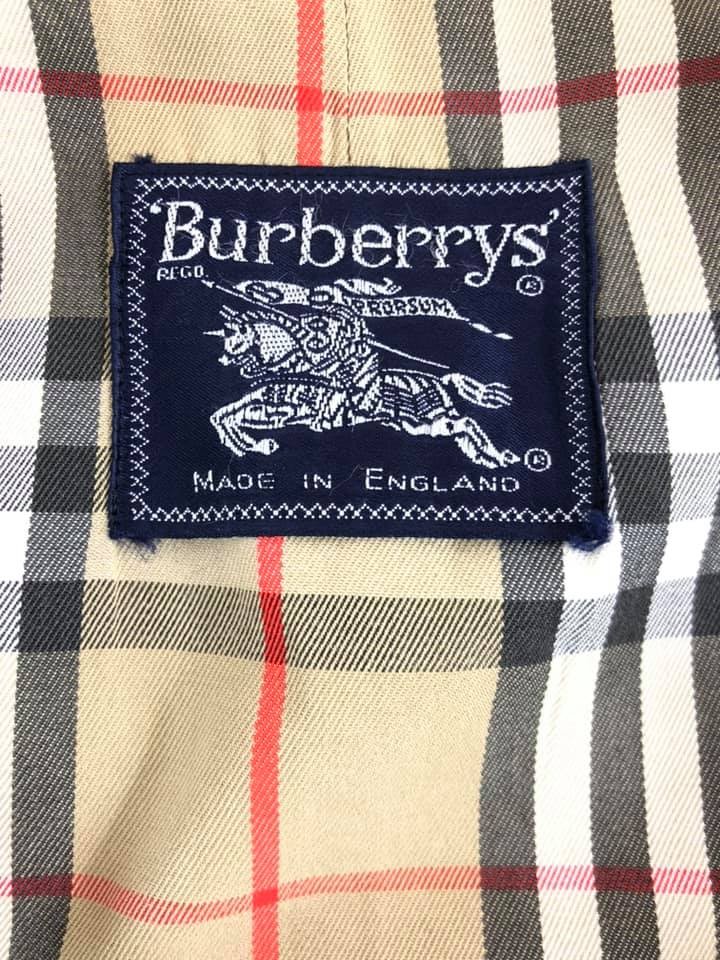 'Burberrys'
REGD.
®
PRORSUM
®
MADE IN ENGLAND